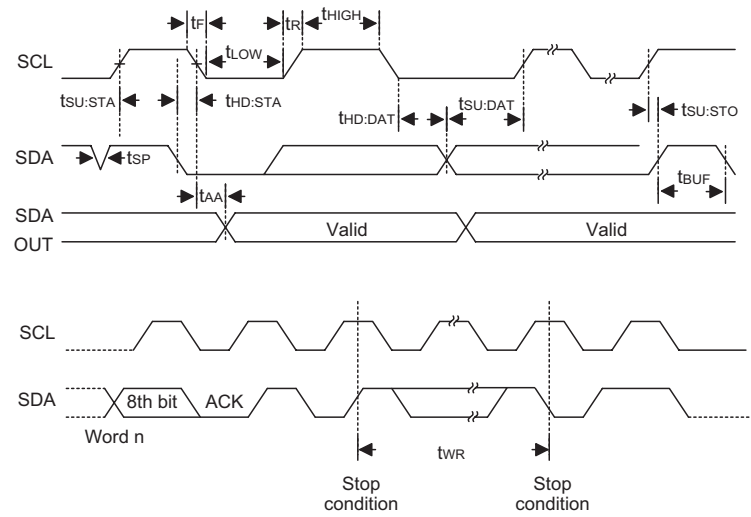 tF tR tHIGH
SCL tLOW
tSU:STA tHD:STA tHD:DAT tSU:DAT tSU:STO
SDA tSP tBUF
tAA
SDA
OUT Valid Valid
SCL
SDA 8th bit ACK
Word n tWR
Stop condition Stop condition